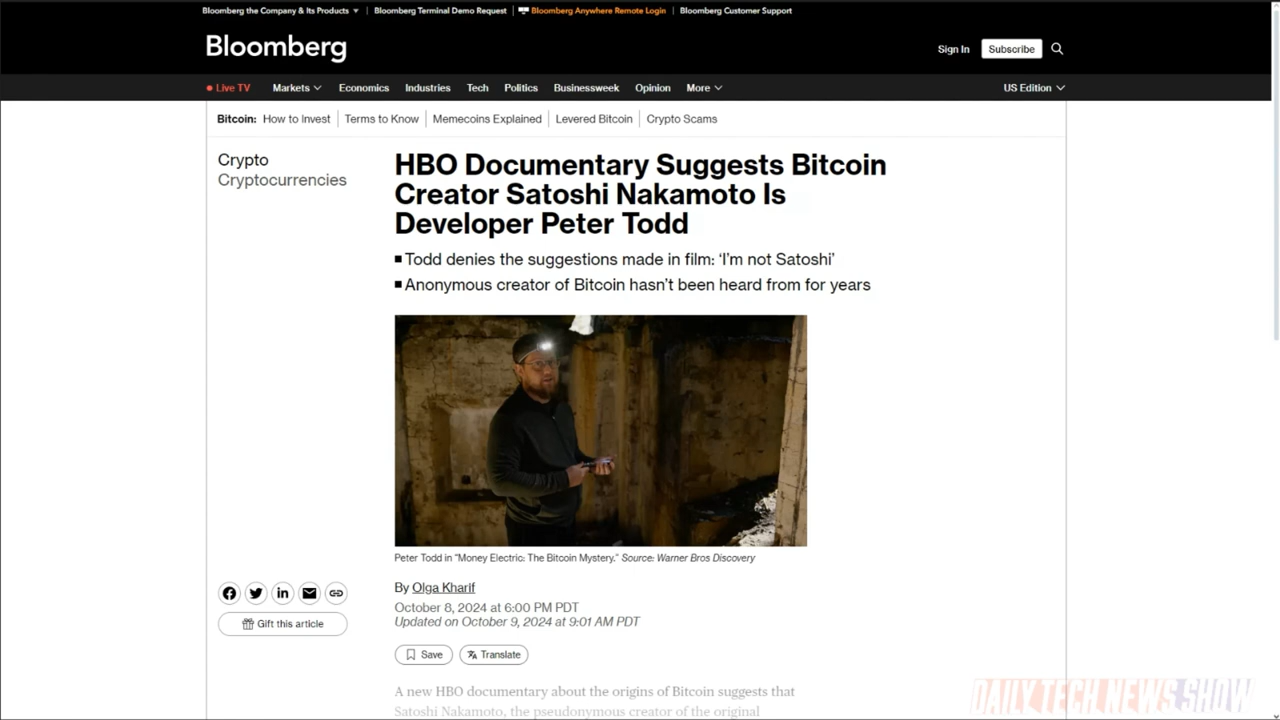 Bloomberg the Company & Its Products
Bloomberg Terminal Demo Request
Bloomberg Anywhere Remote Login
Bloomberg Customer Support
Bloomberg
Sign In
Subscribe
Live TV
Markets
Economics
Industries
Tech
Politics
Businessweek
Opinion
More
US Edition
Bitcoin: How to Invest
Terms to Know
Memecoins Explained
Levered Bitcoin
Crypto Scams
Crypto
Cryptocurrencies
HBO Documentary Suggests Bitcoin
Creator Satoshi Nakamoto Is
Developer Peter Todd
Todd denies the suggestions made in film: ‘I’m not Satoshi’
Anonymous creator of Bitcoin hasn’t been heard from for years
Peter Todd in “Money Electric: The Bitcoin Mystery.” Source: Warner Bros Discovery
By Olga Kharif
October 8, 2024 at 6:00 PM PDT
Updated on October 9, 2024 at 9:01 AM PDT
Gift this article
Save
Translate
A new HBO documentary about the origins of Bitcoin suggests that
Satoshi Nakamoto, the pseudonymous creator of the original
DAILY TECH NEWS SHOW